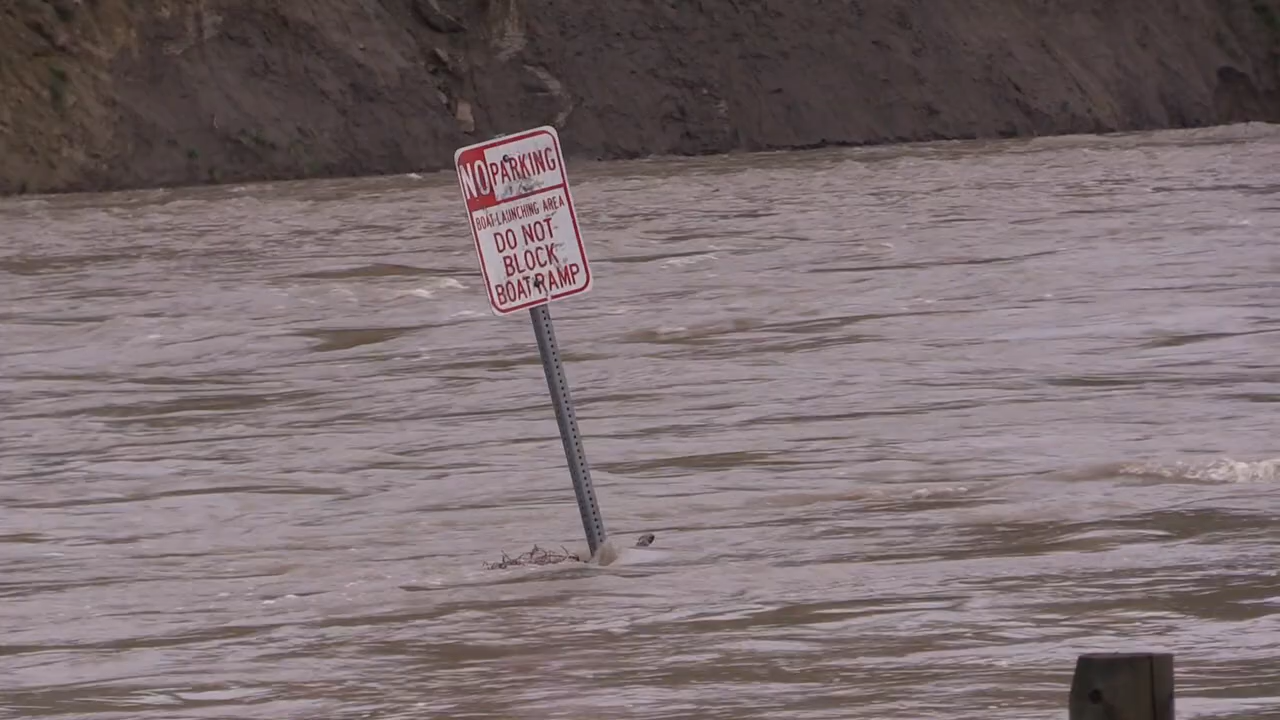 NO PARKING
BOAT-LAUNCHING AREA
DO NOT
BLOCK
BOAT RAMP